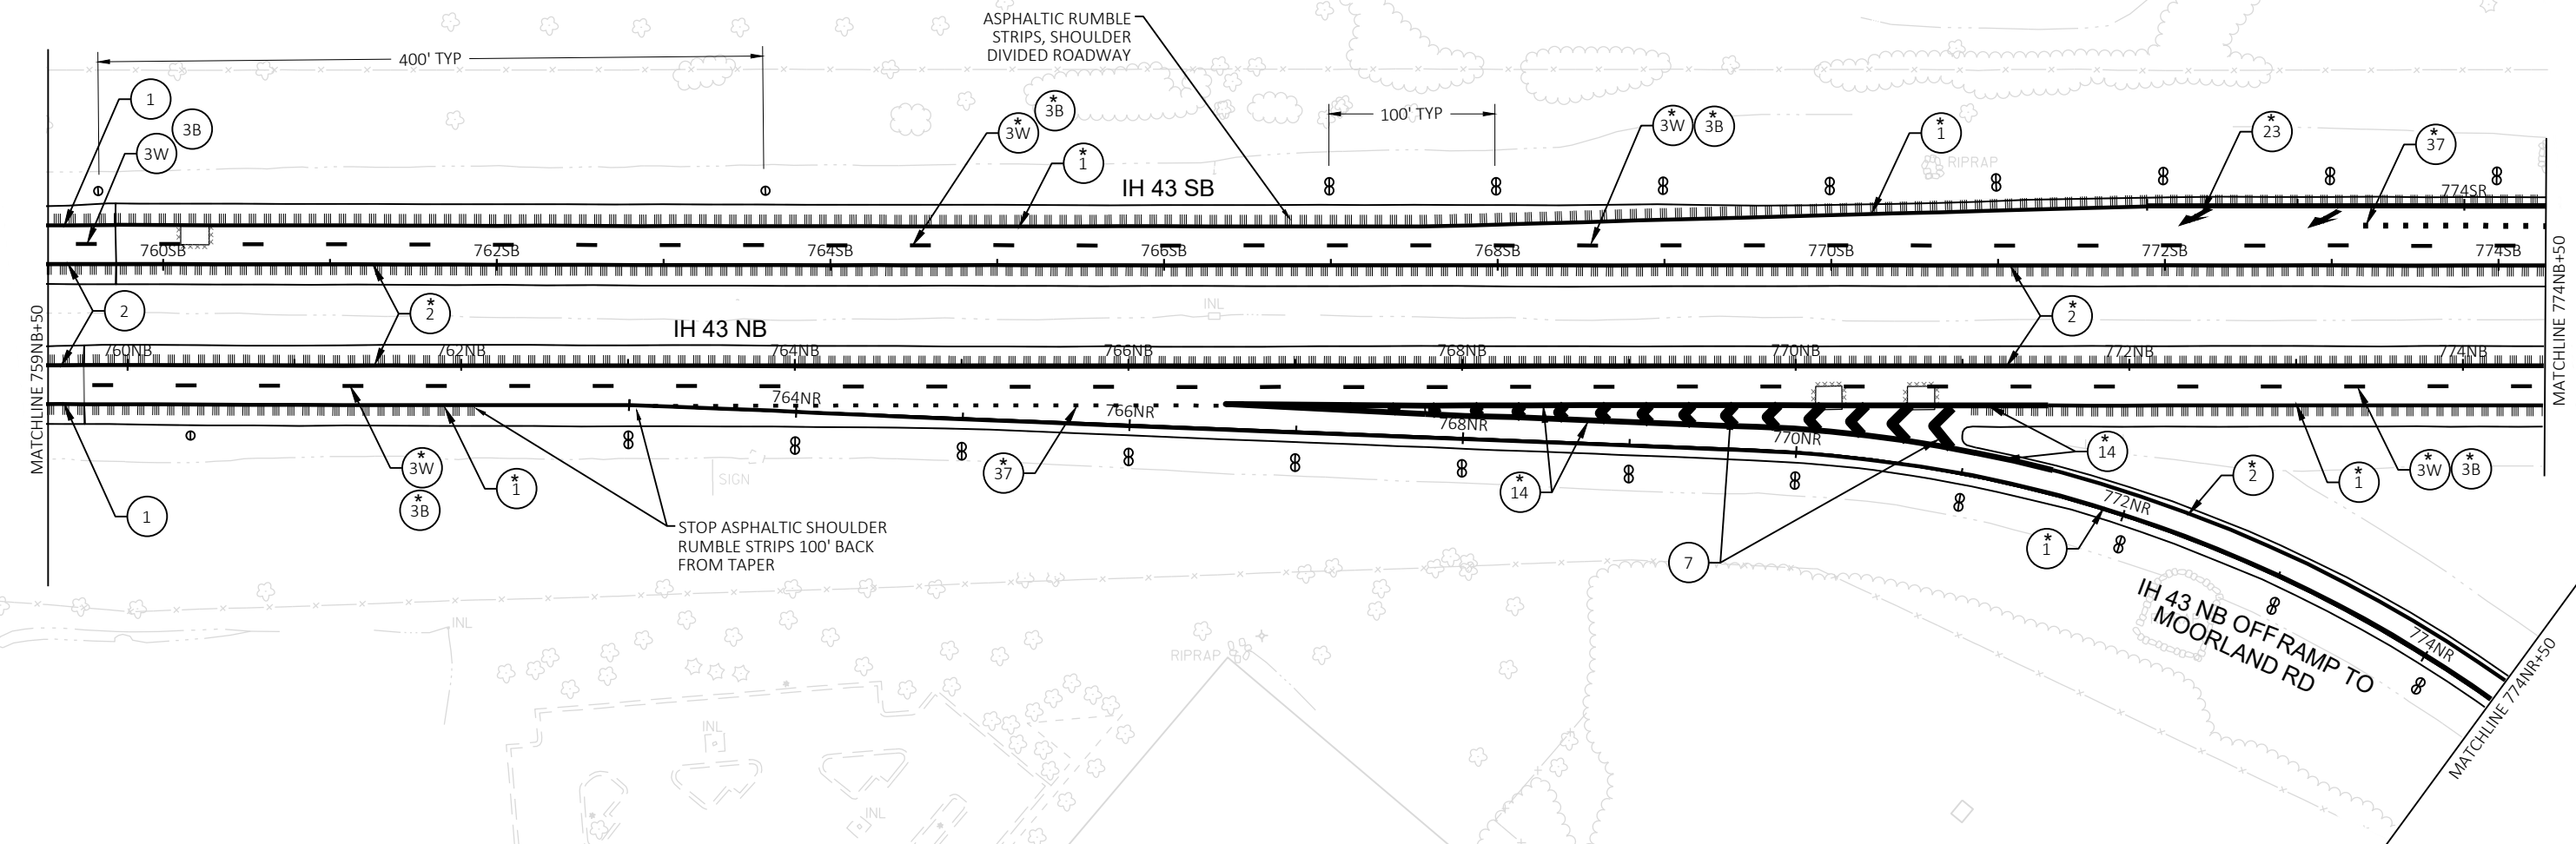 ASPHALTIC RUMBLE
STRIPS, SHOULDER
DIVIDED ROADWAY
400' TYP
100' TYP
1
3B
3W
*
3W
*
3B
*
1
*
3W
*
3B
*
1
*
23
*
37
RIPRAP
IH 43 SB
774SR
760SB
762SB
764SB
766SB
768SB
770SB
772SB
774SB
MATCHLINE 759NB+50
MATCHLINE 774NB+50
2
*
2
INL
*
2
IH 43 NB
760NB
762NB
764NB
766NB
768NB
770NB
772NB
774NB
764NR
766NR
768NR
770NR
772NR
774NR
1
*
3W
*
3B
*
1
SIGN
*
37
*
14
*
14
*
2
*
1
*
3W
*
3B
STOP ASPHALTIC SHOULDER
RUMBLE STRIPS 100' BACK
FROM TAPER
7
*
1
IH 43 NB OFF RAMP TO
MOORLAND RD
MATCHLINE 774NR+50
INL
RIPRAP
INL
INL